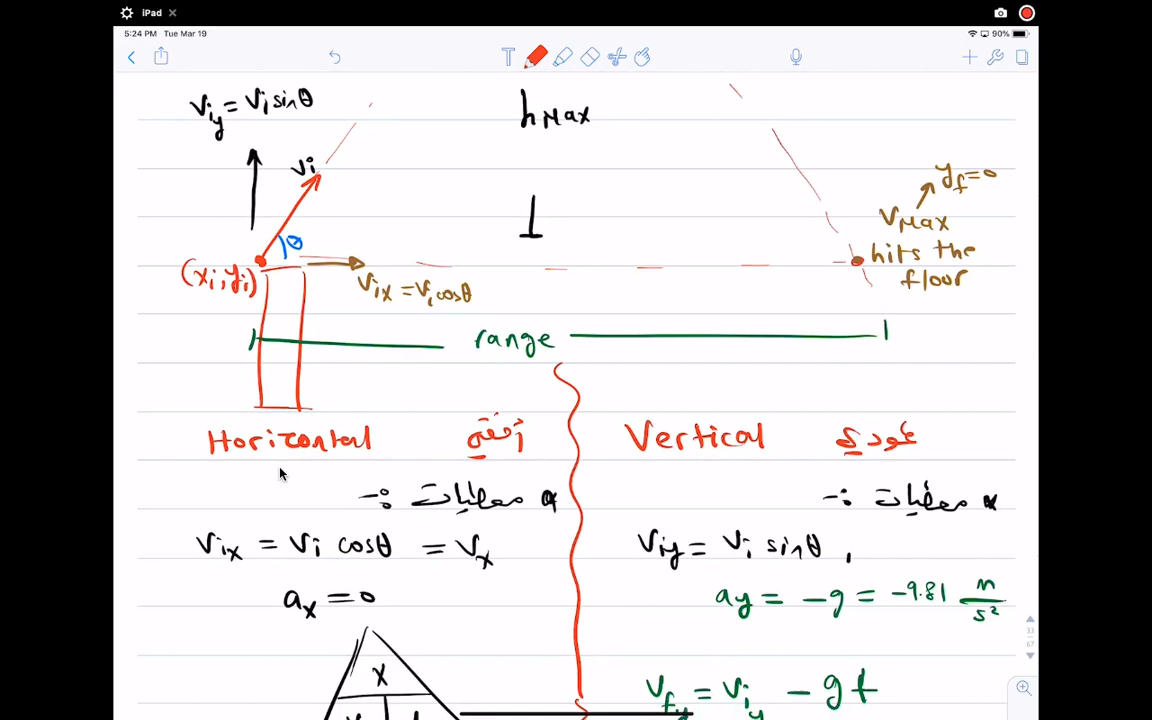 iPad
5:24 PM Tue Mar 19
90%
T
Viy = Vi sinθ
hMax
Vi
θ
yf=0
VMax
hits the
floor
(xi,yi)
Vix = Vi cosθ
range
Horizontal أفقي
Vertical عمودي
* معطيات :-
* معطيات :-
Vix = Vi cosθ = Vx
Viy = Vi sinθ ,
ax = 0
ay = -g = -9.81 m/s²
X
Vfy = Viy - gt
33
67